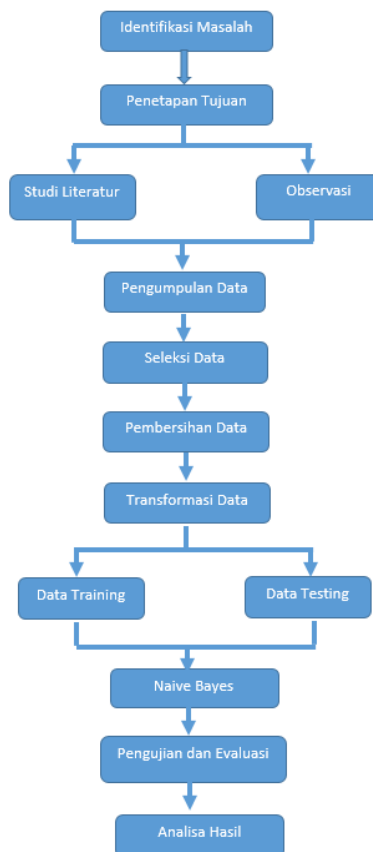 Identifikasi Masalah
Penetapan Tujuan
Studi Literatur
Observasi
Pengumpulan Data
Seleksi Data
Pembersihan Data
Transformasi Data
Data Training
Data Testing
Naive Bayes
Pengujian dan Evaluasi
Analisa Hasil